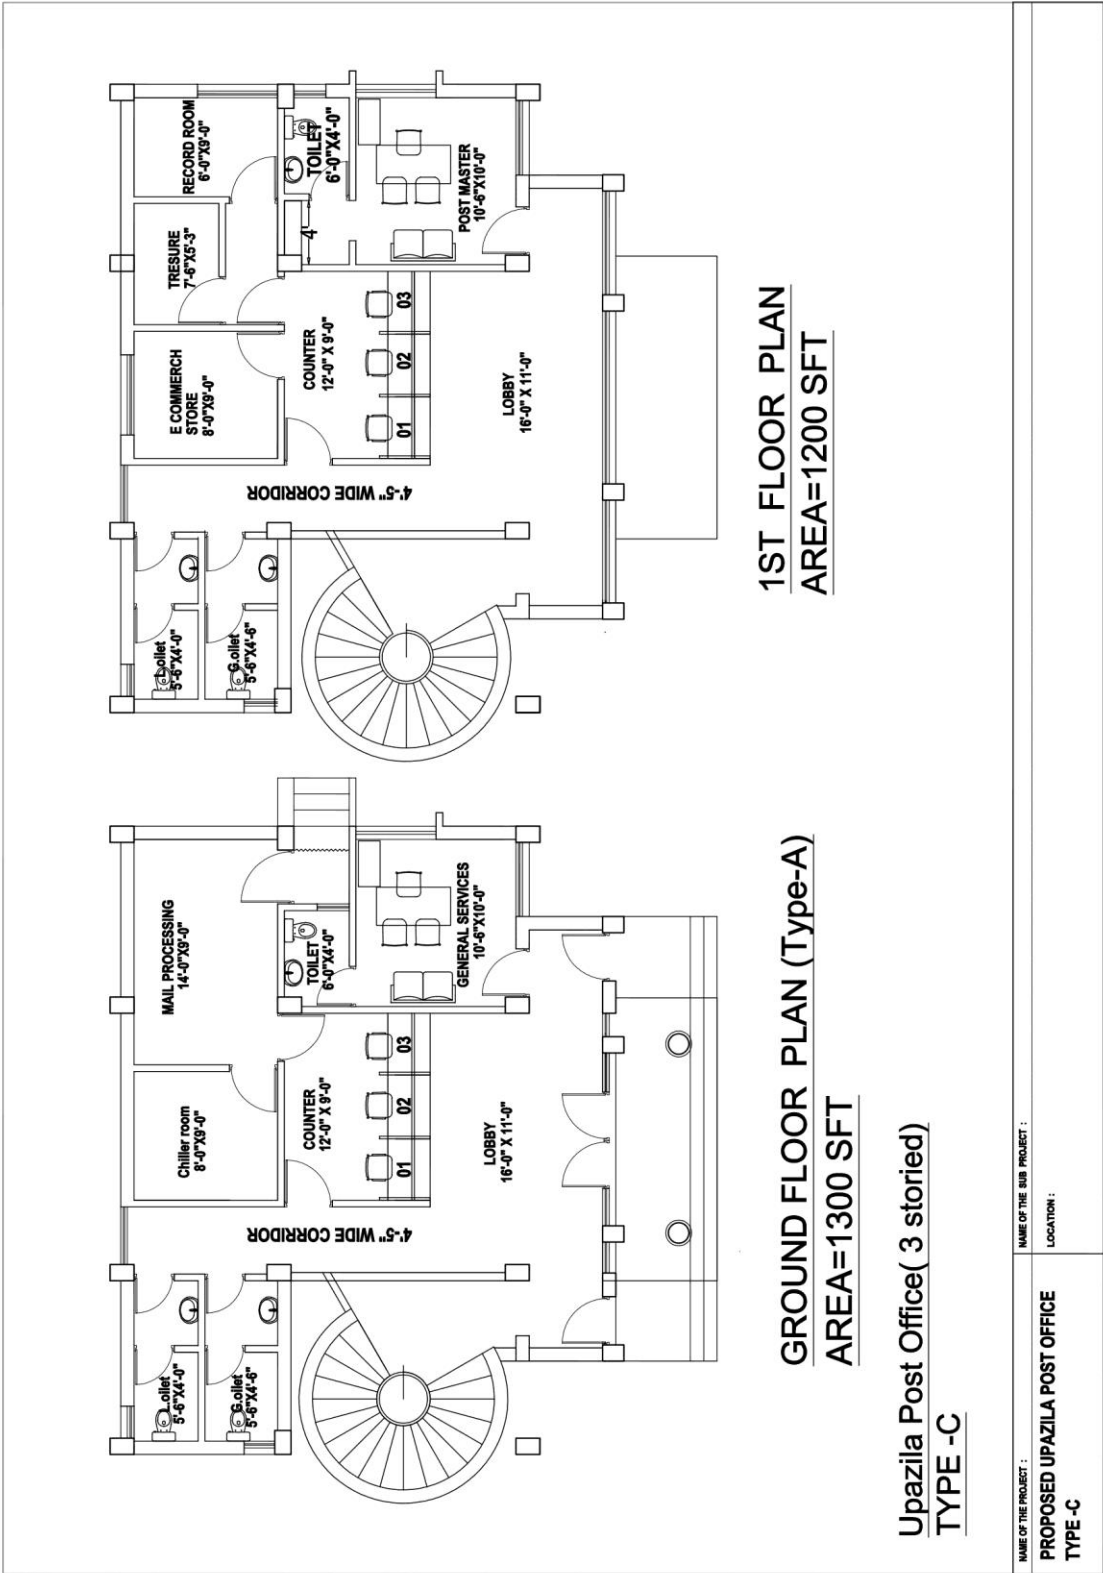 MAIL PROCESSING
14'-0"X9'-0"
Chiller room
8'-0"X9'-0"
TOILET
6'-0"X4'-0"
GENERAL SERVICES
10'-6"X10'-0"
COUNTER
12'-0" X 9'-0"
01
02
03
LOBBY
16'-0" X 11'-0"
4'-5" WIDE CORRIDOR
5'-6"X4'-0"
G.oilet
5'-6"X4'-6"
GROUND FLOOR PLAN (Type-A)
AREA=1300 SFT
RECORD ROOM
6'-0"X9'-0"
TRESURE
7'-6"X5'-3"
E COMMERCH
STORE
8'-0"X9'-0"
TOILET
6'-0"X4'-0"
4'
POST MASTER
10'-6"X10'-0"
COUNTER
12'-0" X 9'-0"
01
02
03
LOBBY
16'-0" X 11'-0"
4'-5" WIDE CORRIDOR
5'-6"X4'-0"
G.oilet
5'-6"X4'-6"
1ST FLOOR PLAN
AREA=1200 SFT
Upazila Post Office( 3 storied)
TYPE -C
NAME OF THE PROJECT :
PROPOSED UPAZILA POST OFFICE
TYPE -C
NAME OF THE SUB PROJECT :
LOCATION :